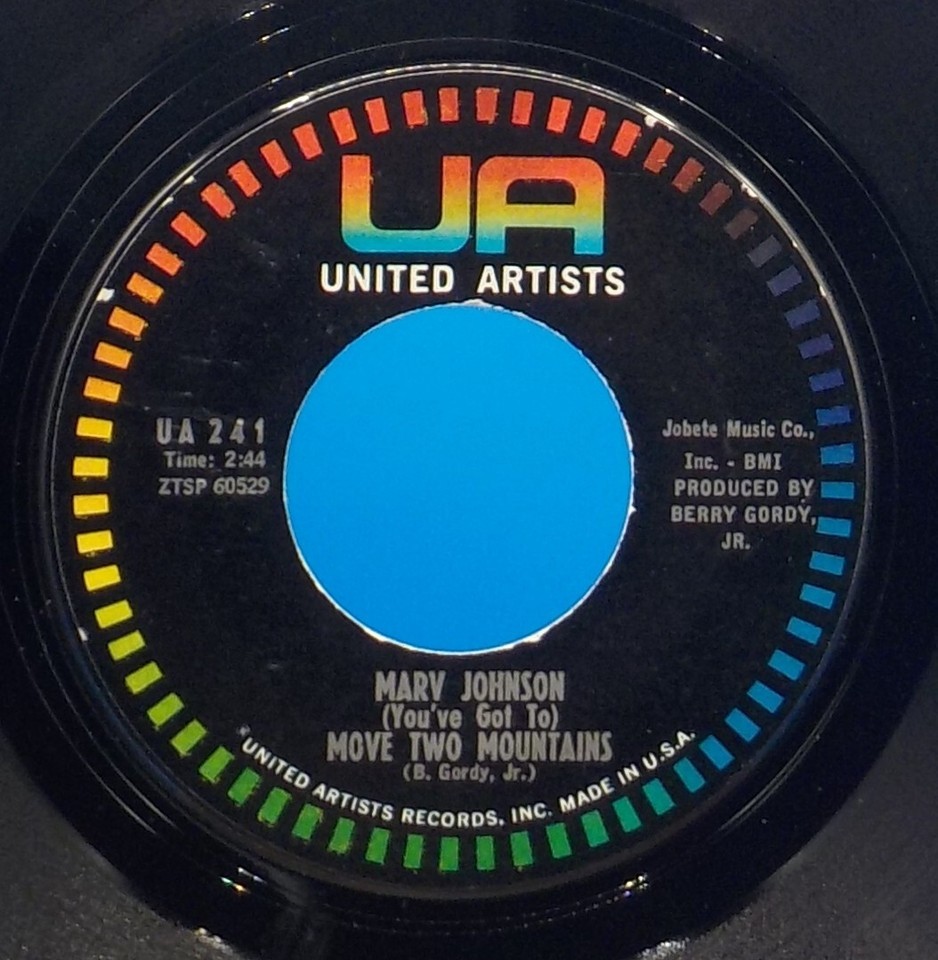 UA
UNITED ARTISTS
UA 241
Time: 2:44
ZTSP 60529
Jobete Music Co.,
Inc. - BMI
PRODUCED BY
BERRY GORDY,
JR.
MARV JOHNSON
(You've Got To)
MOVE TWO MOUNTAINS
(B. Gordy, Jr.)
UNITED ARTISTS RECORDS, INC. MADE IN U.S.A.